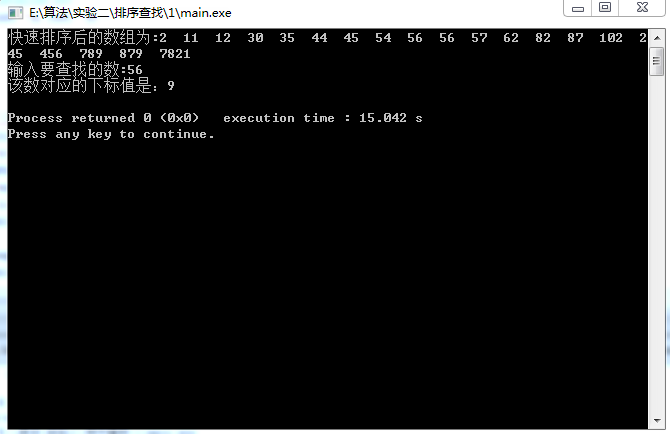 E:\算法\实验二\排序查找\1\main.exe
快速排序后的数组为:2  11  12  30  35  44  45  54  56  56  57  62  82  87  102  2
45  456  789  879  7821
输入要查找的数:56
该数对应的下标值是：9
Process returned 0 (0x0)   execution time : 15.042 s
Press any key to continue.